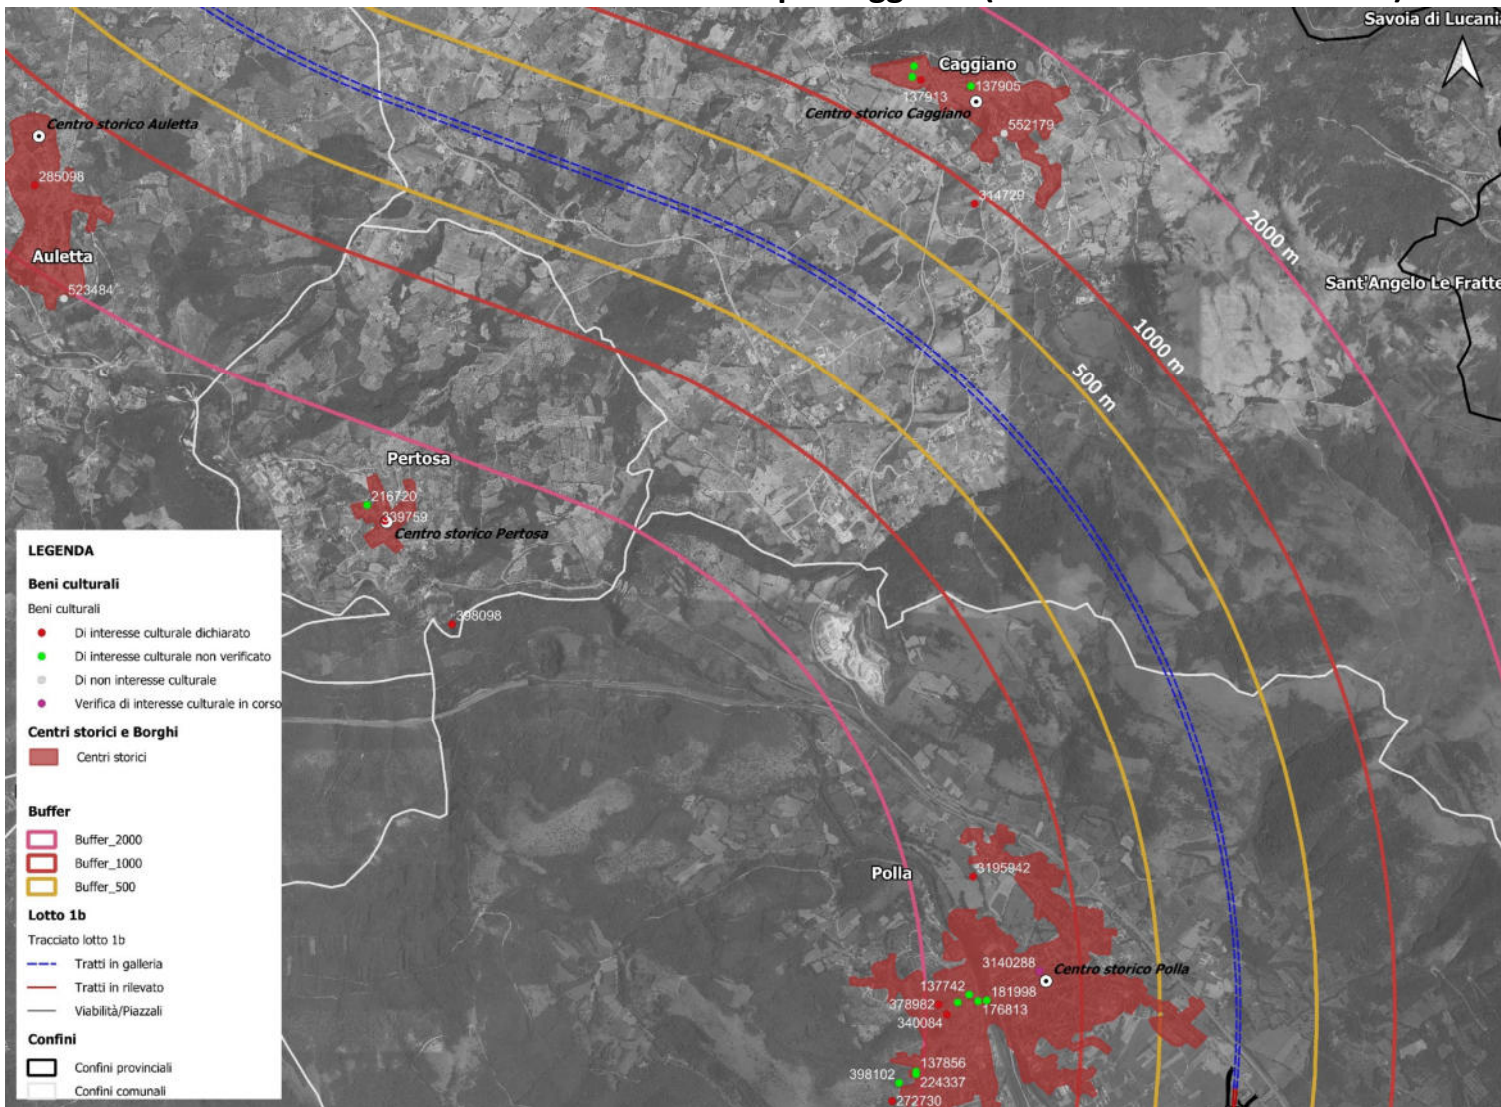 Savoia di Lucania
Caggiano
137905
137913
Centro storico Caggiano
552179
Centro storico Auletta
285098
314729
2000 m
Auletta
Sant'Angelo Le Fratte
523484
1000 m
500 m
Pertosa
216720
339759
Centro storico Pertosa
398098
LEGENDA
Beni culturali
Beni culturali
Di interesse culturale dichiarato
Di interesse culturale non verificato
Di non interesse culturale
Verifica di interesse culturale in corso
Centri storici e Borghi
Centri storici
Buffer
Buffer_2000
Buffer_1000
Buffer_500
Lotto 1b
Tracciato lotto 1b
Tratti in galleria
Tratti in rilevato
Viabilità/Piazzali
Confini
Confini provinciali
Confini comunali
Polla
3195942
3140288
Centro storico Polla
137742
181998
378982
176813
340084
137856
398102
224337
272730